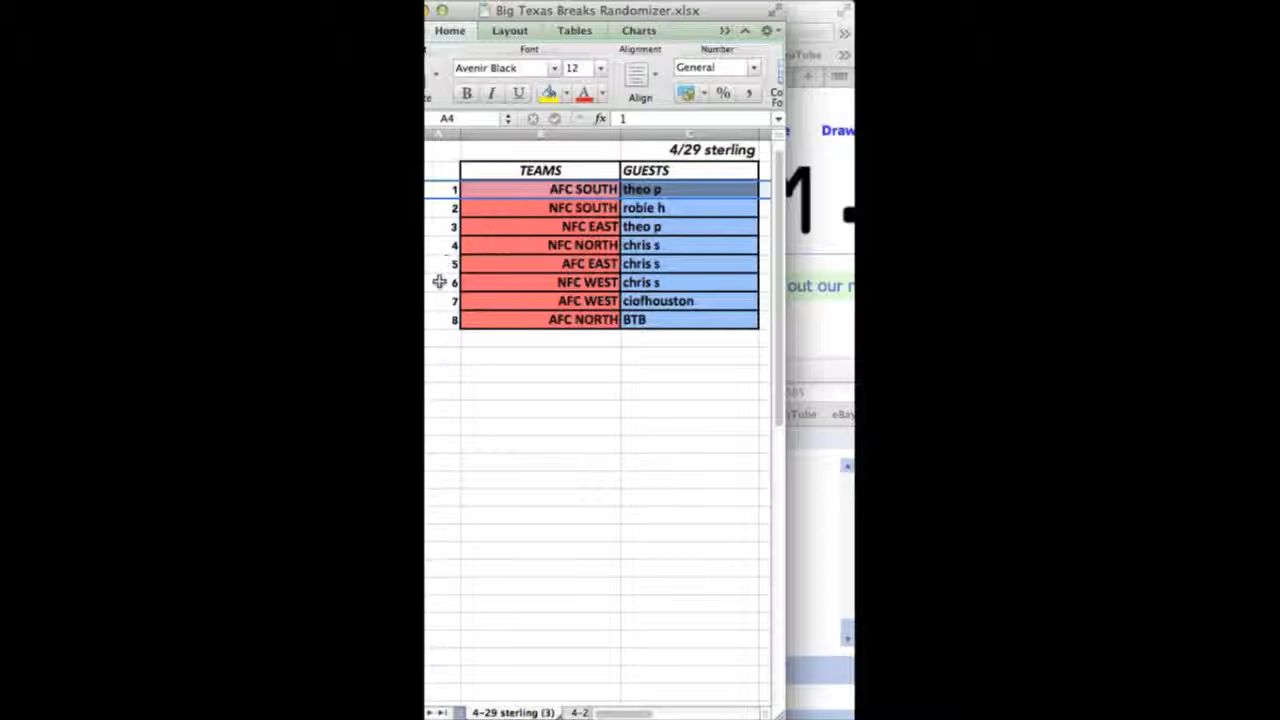 Big Texas Breaks Randomizer.xlsx
Home Layout Tables Charts
Font Alignment Number
Avenir Black 12 General
B I U A Align % ,
A4 fx 1
4/29 sterling
TEAMS GUESTS
1 AFC SOUTH theo p
2 NFC SOUTH robie h
3 NFC EAST theo p
4 NFC NORTH chris s
5 AFC EAST chris s
6 NFC WEST chris s
7 AFC WEST ciofhouston
8 AFC NORTH BTB
4-29 sterling (3) 4-2
Draw
out our
eBay